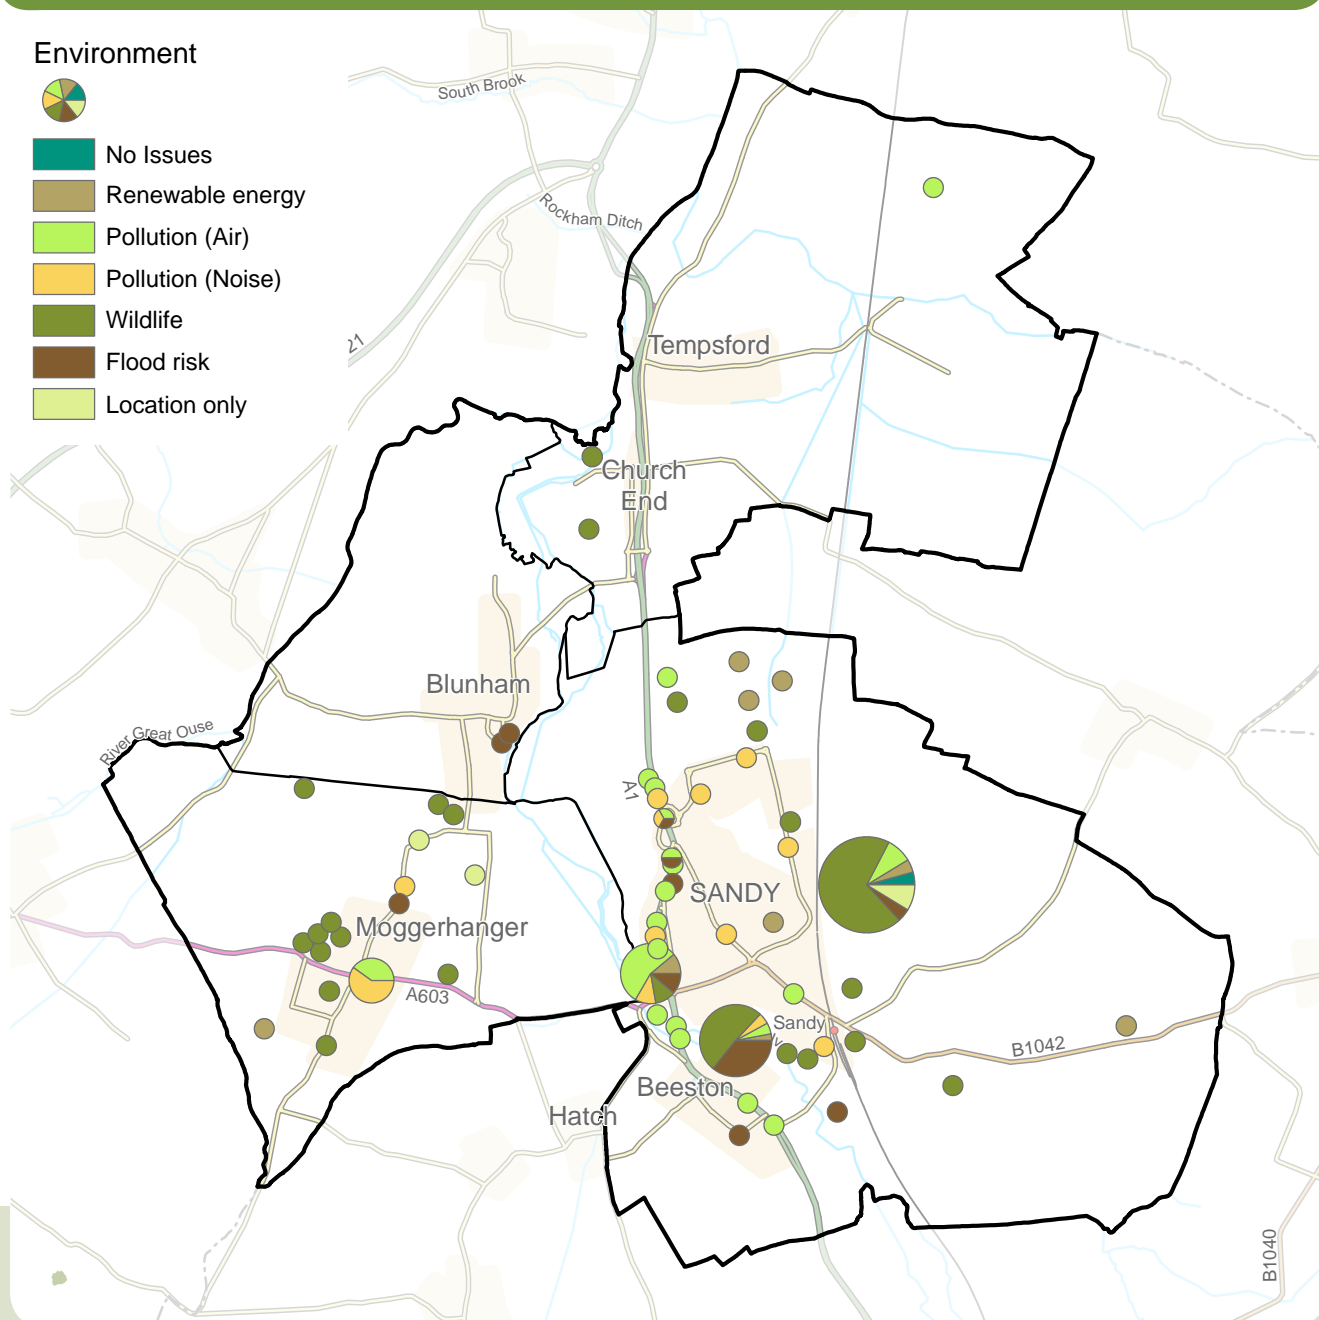 Environment
No Issues
Renewable energy
Pollution (Air)
Pollution (Noise)
Wildlife
Flood risk
Location only
South Brook
Rockham Ditch
21
Tempsford
Church
End
Blunham
River Great Ouse
A1
SANDY
Moggerhanger
A603
Sandy
B1042
Beeston
Hatch
B1040